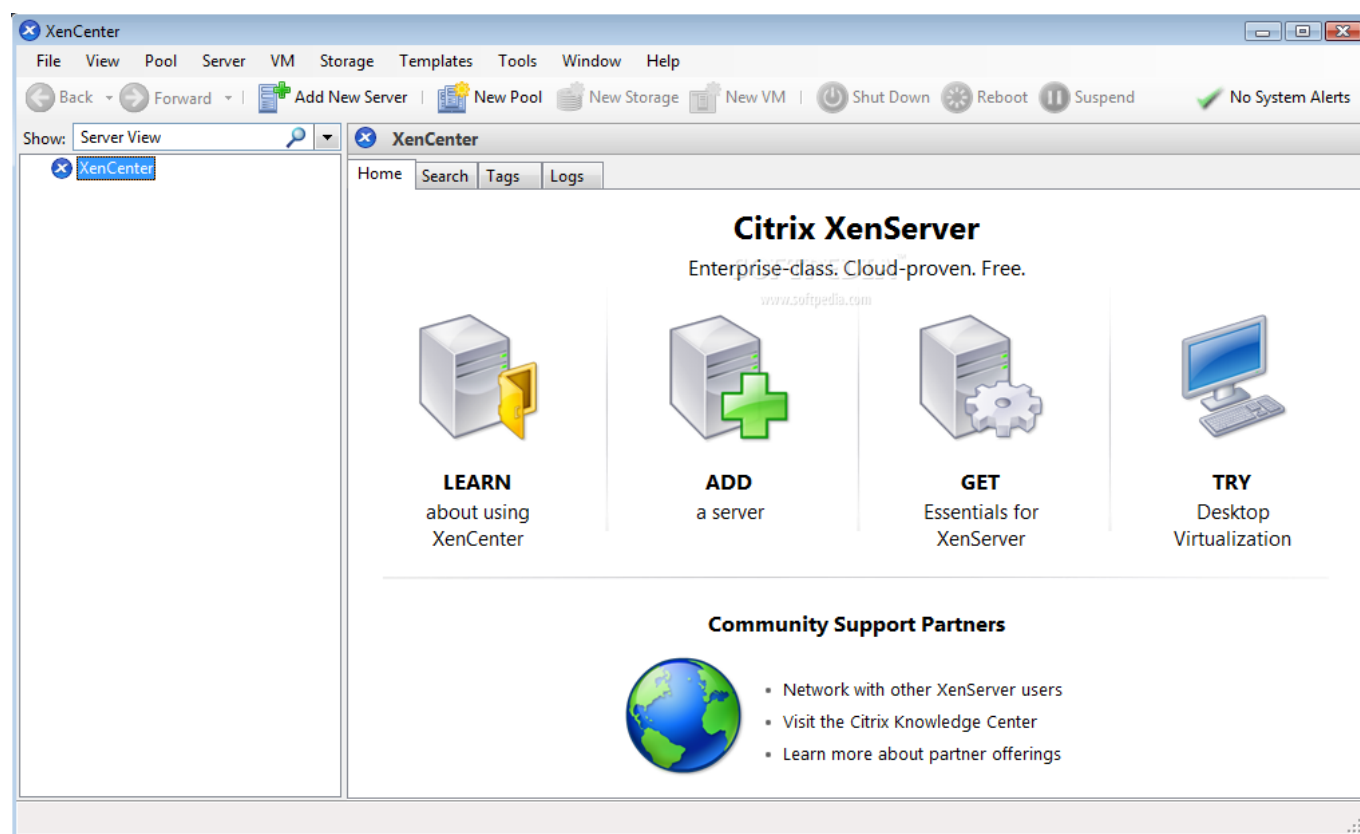 XenCenter
File View Pool Server VM Storage Templates Tools Window Help
Back Forward Add New Server New Pool New Storage New VM Shut Down Reboot Suspend No System Alerts
Show: Server View
XenCenter
XenCenter
Home Search Tags Logs
Citrix XenServer
Enterprise-class. Cloud-proven. Free.
SOFTPEDIA
www.softpedia.com
LEARN
about using
XenCenter
ADD
a server
GET
Essentials for
XenServer
TRY
Desktop
Virtualization
Community Support Partners
Network with other XenServer users
Visit the Citrix Knowledge Center
Learn more about partner offerings